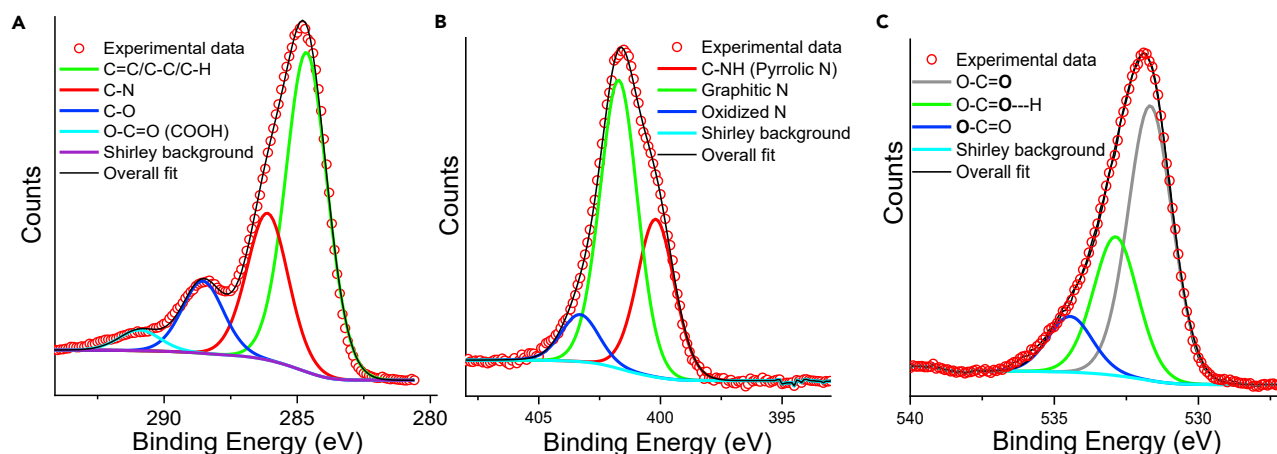 A
Experimental data
C=C/C-C/C-H
C-N
C-O
O-C=O (COOH)
Shirley background
Overall fit
Counts
290
285
280
Binding Energy (eV)
B
Experimental data
C-NH (Pyrrolic N)
Graphitic N
Oxidized N
Shirley background
Overall fit
Counts
405
400
395
Binding Energy (eV)
C
Experimental data
O-C=O
O-C=O---H
O-C=O
Shirley background
Overall fit
Counts
540
535
530
Binding Energy (eV)